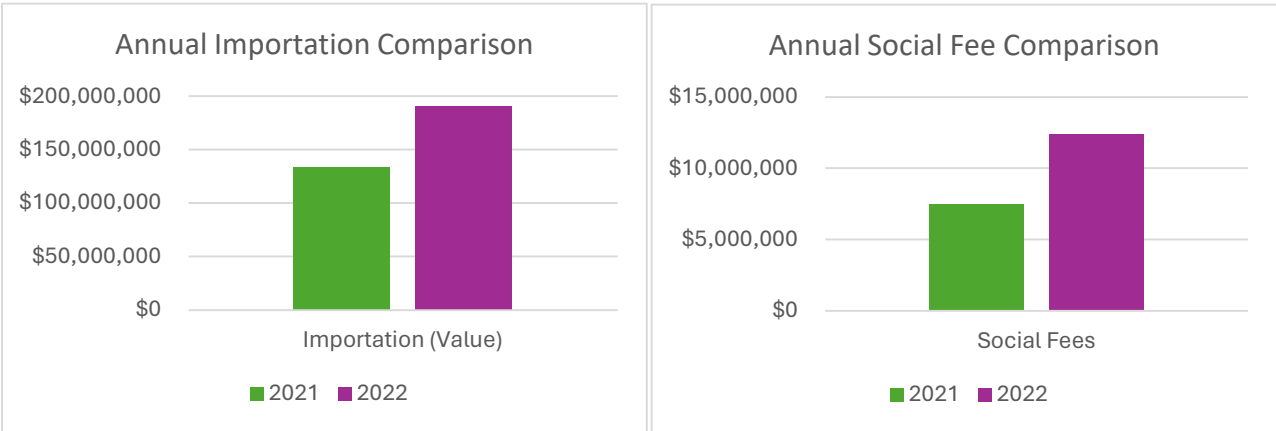 Annual Importation Comparison
$200,000,000
$150,000,000
$100,000,000
$50,000,000
$0
Importation (Value)
2021 2022
Annual Social Fee Comparison
$15,000,000
$10,000,000
$5,000,000
$0
Social Fees
2021 2022